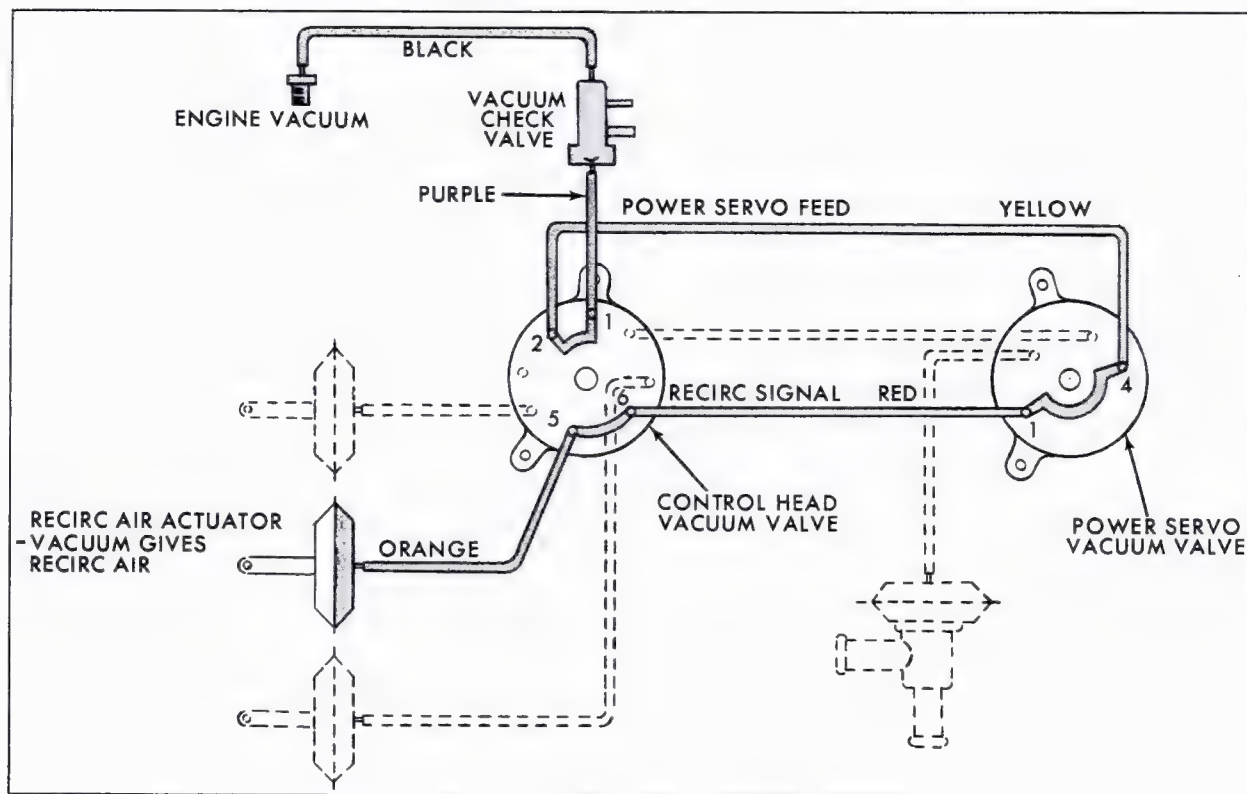 BLACK
ENGINE VACUUM
VACUUM
CHECK
VALVE
PURPLE
POWER SERVO FEED
YELLOW
1
2
4
6
5
1
RECIRC SIGNAL
RED
CONTROL HEAD
VACUUM VALVE
POWER SERVO
VACUUM VALVE
RECIRC AIR ACTUATOR
-VACUUM GIVES
RECIRC AIR
ORANGE